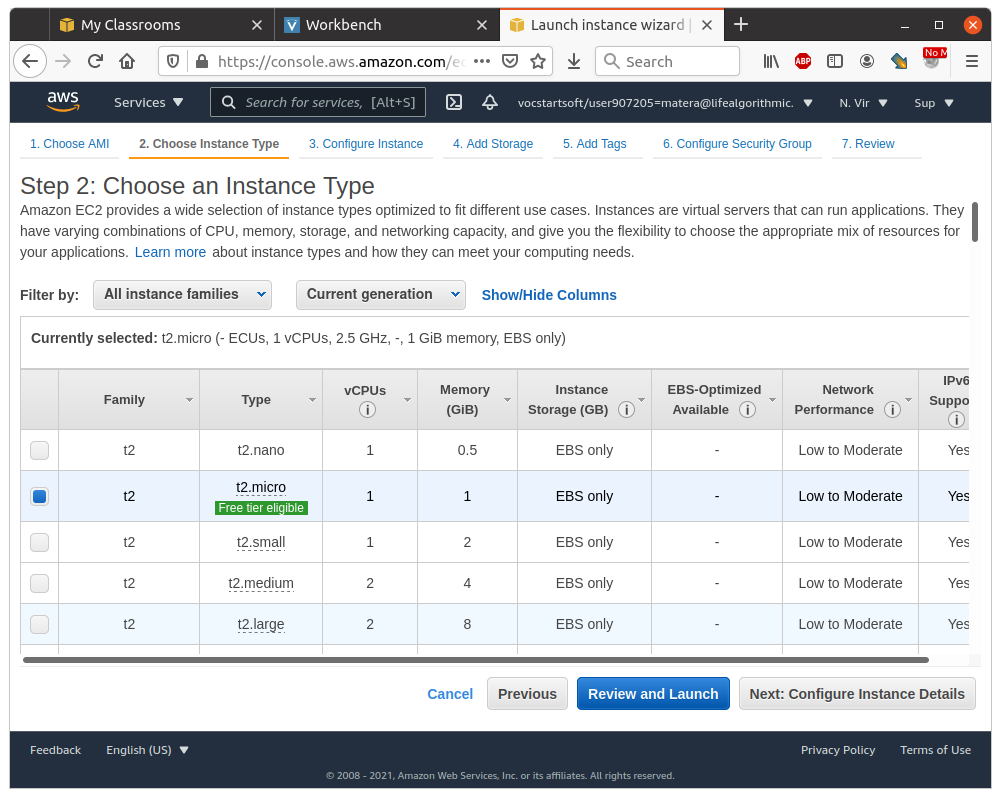 My Classrooms
Workbench
Launch instance wizard |
https://console.aws.amazon.com/ec
Search
ABP
No M
aws
Services
Search for services, [Alt+S]
vocstartsoft/user907205=matera@lifealgorithmic.
N. Vir
Sup
1. Choose AMI
2. Choose Instance Type
3. Configure Instance
4. Add Storage
5. Add Tags
6. Configure Security Group
7. Review
Step 2: Choose an Instance Type
Amazon EC2 provides a wide selection of instance types optimized to fit different use cases. Instances are virtual servers that can run applications. They
have varying combinations of CPU, memory, storage, and networking capacity, and give you the flexibility to choose the appropriate mix of resources for
your applications. Learn more about instance types and how they can meet your computing needs.
Filter by: All instance families Current generation Show/Hide Columns
Currently selected: t2.micro (- ECUs, 1 vCPUs, 2.5 GHz, -, 1 GiB memory, EBS only)
Family
Type
vCPUs
i
Memory
(GiB)
Instance
Storage (GB) i
EBS-Optimized
Available i
Network
Performance i
IPv6
Suppo
i
t2 t2.nano 1 0.5 EBS only - Low to Moderate Yes
t2 t2.micro 1 1 EBS only - Low to Moderate Yes
Free tier eligible
t2 t2.small 1 2 EBS only - Low to Moderate Yes
t2 t2.medium 2 4 EBS only - Low to Moderate Yes
t2 t2.large 2 8 EBS only - Low to Moderate Yes
Cancel
Previous
Review and Launch
Next: Configure Instance Details
Feedback
English (US)
Privacy Policy
Terms of Use
© 2008 - 2021, Amazon Web Services, Inc. or its affiliates. All rights reserved.